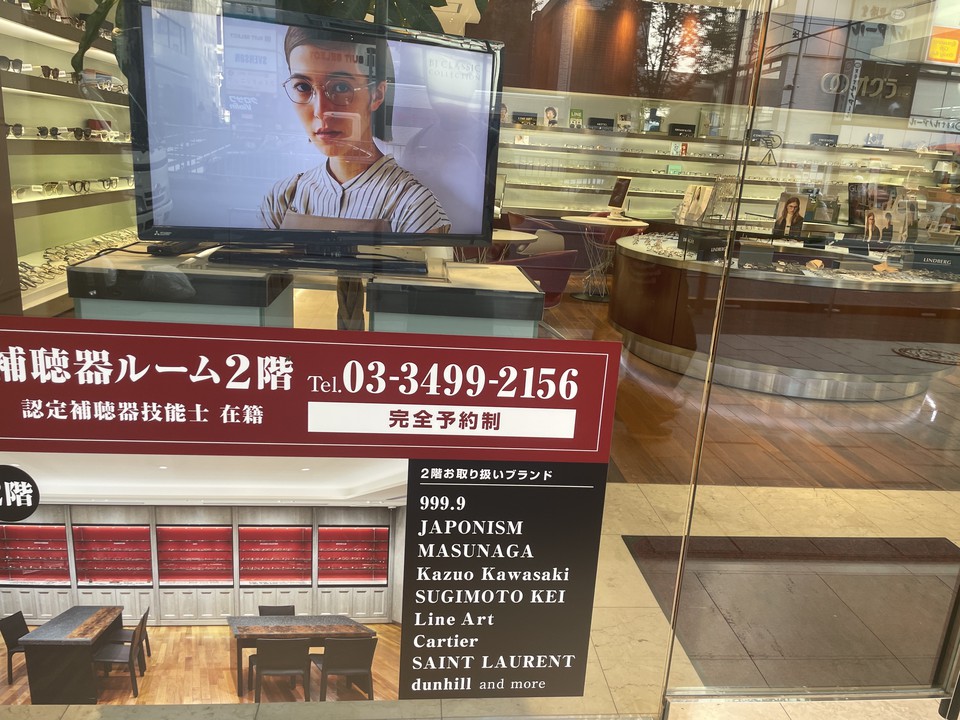 補聴器ルーム2階
Tel.03-3499-2156
認定補聴器技能士 在籍
完全予約制
2階
2階お取り扱いブランド
999.9
JAPONISM
MASUNAGA
Kazuo Kawasaki
SUGIMOTO KEI
Line Art
Cartier
SAINT LAURENT
dunhill and more
LINDBERG